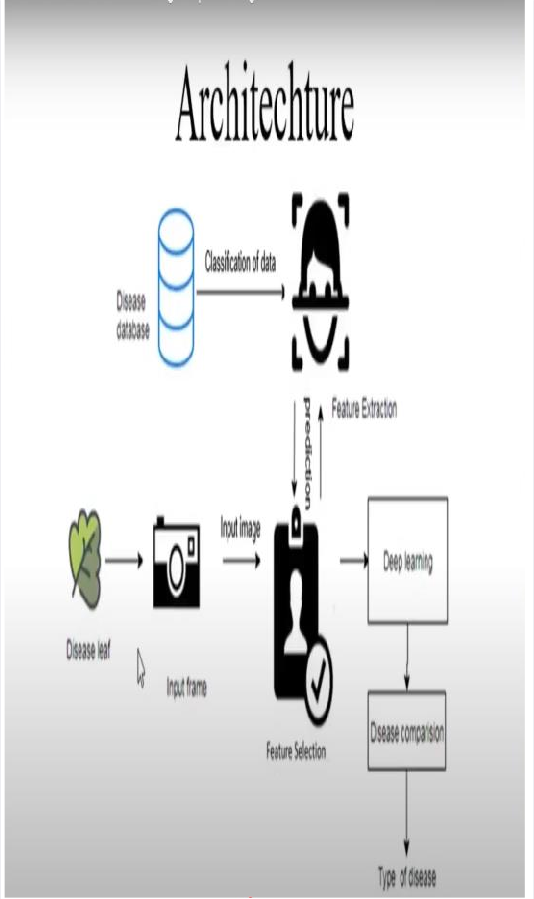 Architechture
Classification of data
Disease
database
prediction
Feature Extraction
Input image
Deep learning
Disease leaf
Input frame
Disease comparision
Feature Selection
Type of disease